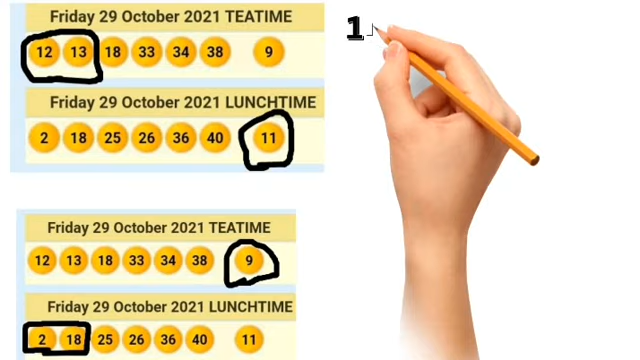 Friday 29 October 2021 TEATIME
12 13 18 33 34 38 9
Friday 29 October 2021 LUNCHTIME
2 18 25 26 36 40 11
Friday 29 October 2021 TEATIME
12 13 18 33 34 38 9
Friday 29 October 2021 LUNCHTIME
2 18 25 26 36 40 11
1